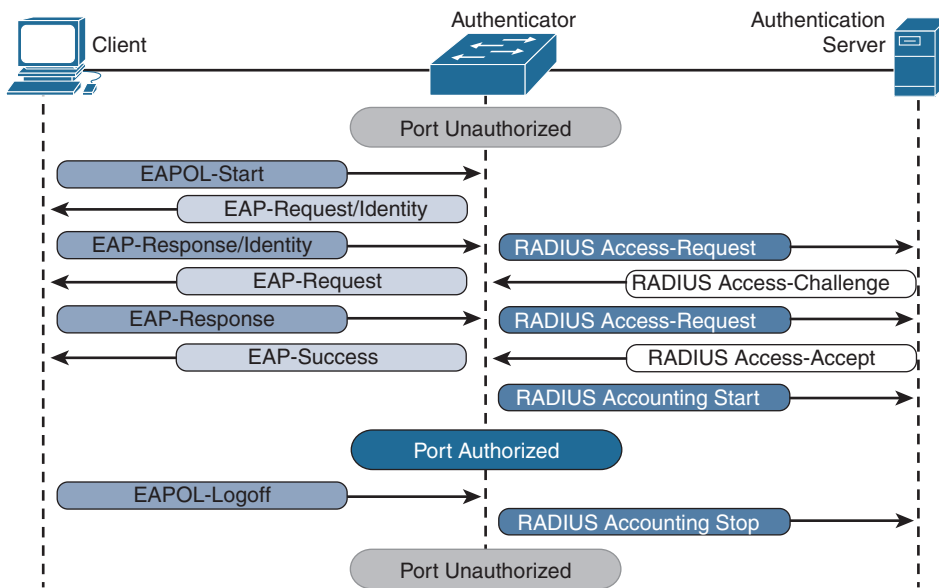 Client
Authenticator
Authentication
Server
Port Unauthorized
EAPOL-Start
EAP-Request/Identity
EAP-Response/Identity
RADIUS Access-Request
EAP-Request
RADIUS Access-Challenge
EAP-Response
RADIUS Access-Request
EAP-Success
RADIUS Access-Accept
RADIUS Accounting Start
Port Authorized
EAPOL-Logoff
RADIUS Accounting Stop
Port Unauthorized